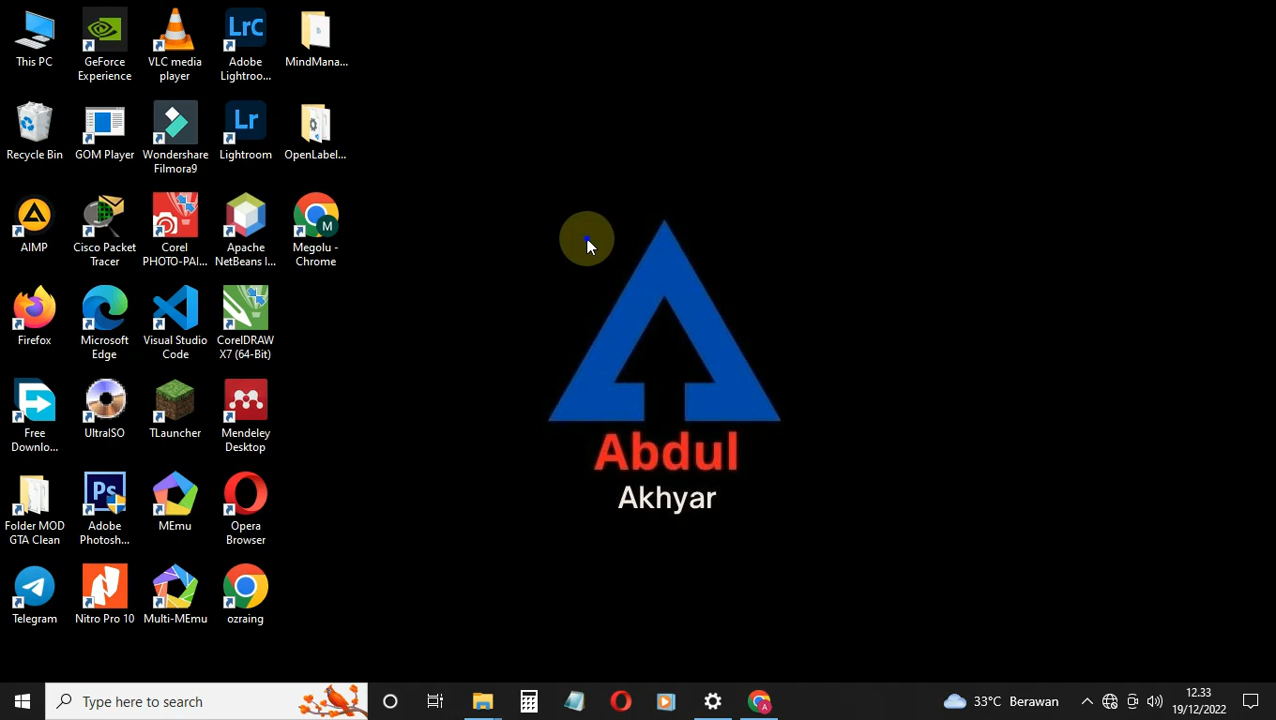 This PC
GeForce
Experience
VLC media
player
LrC
Adobe
Lightroo...
MindMana...
Recycle Bin
GOM Player
Wondershare
Filmora9
Lr
Lightroom
OpenLabel...
AIMP
Cisco Packet
Tracer
Corel
PHOTO-PAI...
Apache
NetBeans I...
M
Megolu -
Chrome
Firefox
Microsoft
Edge
Visual Studio
Code
CorelDRAW
X7 (64-Bit)
Free
Downlo...
UltraISO
TLauncher
Mendeley
Desktop
Folder MOD
GTA Clean
Ps
Adobe
Photosh...
MEmu
Opera
Browser
Telegram
Nitro Pro 10
Multi-MEmu
ozraing
Abdul
Akhyar
Type here to search
A
33°C Berawan
12.33
19/12/2022